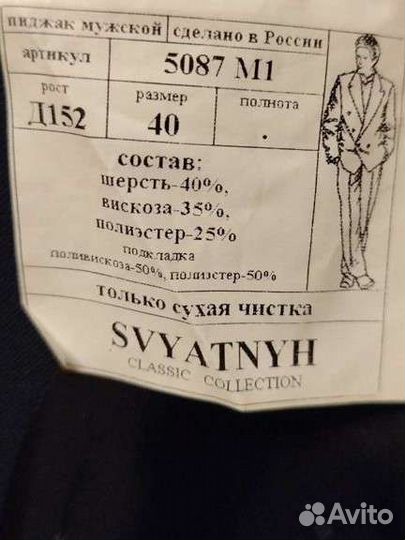 пиджак мужской сделано в России
артикул 5087 М1
рост размер полнота
Д152 40 .
состав:
шерсть-40%,
вискоза-35%,
полиэстер-25%
подкладка
поливискоза-50%, полиэстер-50%
только сухая чистка
SVYATNYH
CLASSIC COLLECTION
Avito